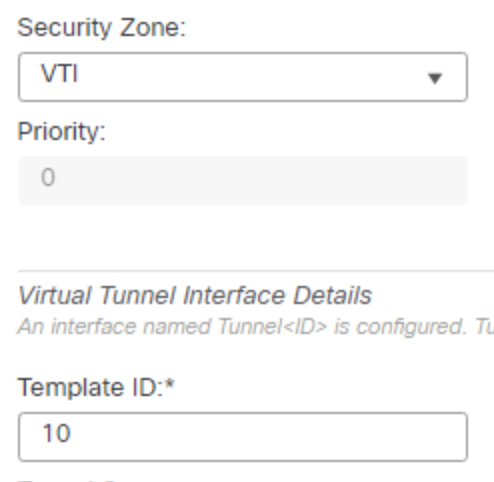 Security Zone:
VTI
Priority:
0
Virtual Tunnel Interface Details
An interface named Tunnel<ID> is configured.
Template ID:*
10